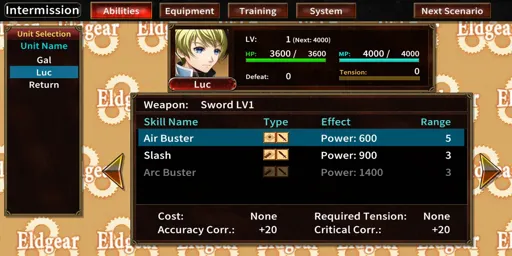 Intermission
Abilities
Equipment
Training
System
Next Scenario
Unit Selection
Unit Name
Gal
Luc
Return
Luc
LV: 1 (Next: 4000)
HP: 3600 / 3600
MP: 4000 / 4000
Defeat: 0
Tension: 0
Weapon: Sword LV1
Skill Name Type Effect Range
Air Buster Power: 600 5
Slash Power: 900 3
Arc Buster Power: 1400 3
Cost: None Required Tension: None
Accuracy Corr.: +20 Critical Corr.: +20
Eldgear
Eldgear
Eldgear